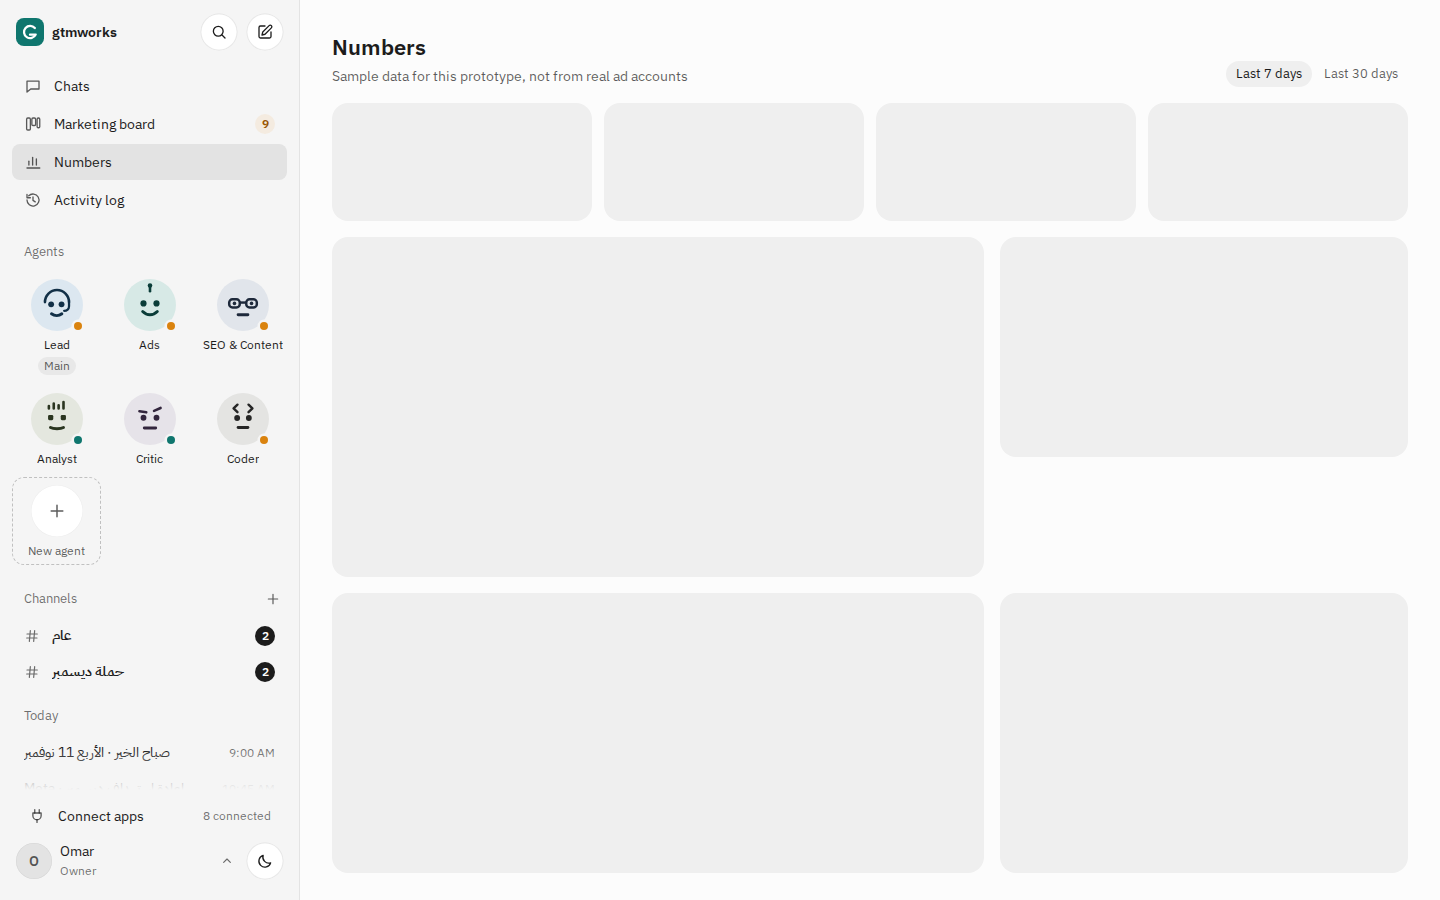 gtmworks
Chats
Marketing board 9
Numbers
Activity log
Agents
Lead
Main
Ads
SEO & Content
Analyst
Critic
Coder
New agent
Channels
# عام 2
# حملة ديسمبر 2
Today
صباح الخير · الأربع 11 نوفمبر 9:00 AM
Connect apps 8 connected
O
Omar
Owner
Numbers
Sample data for this prototype, not from real ad accounts
Last 7 days Last 30 days